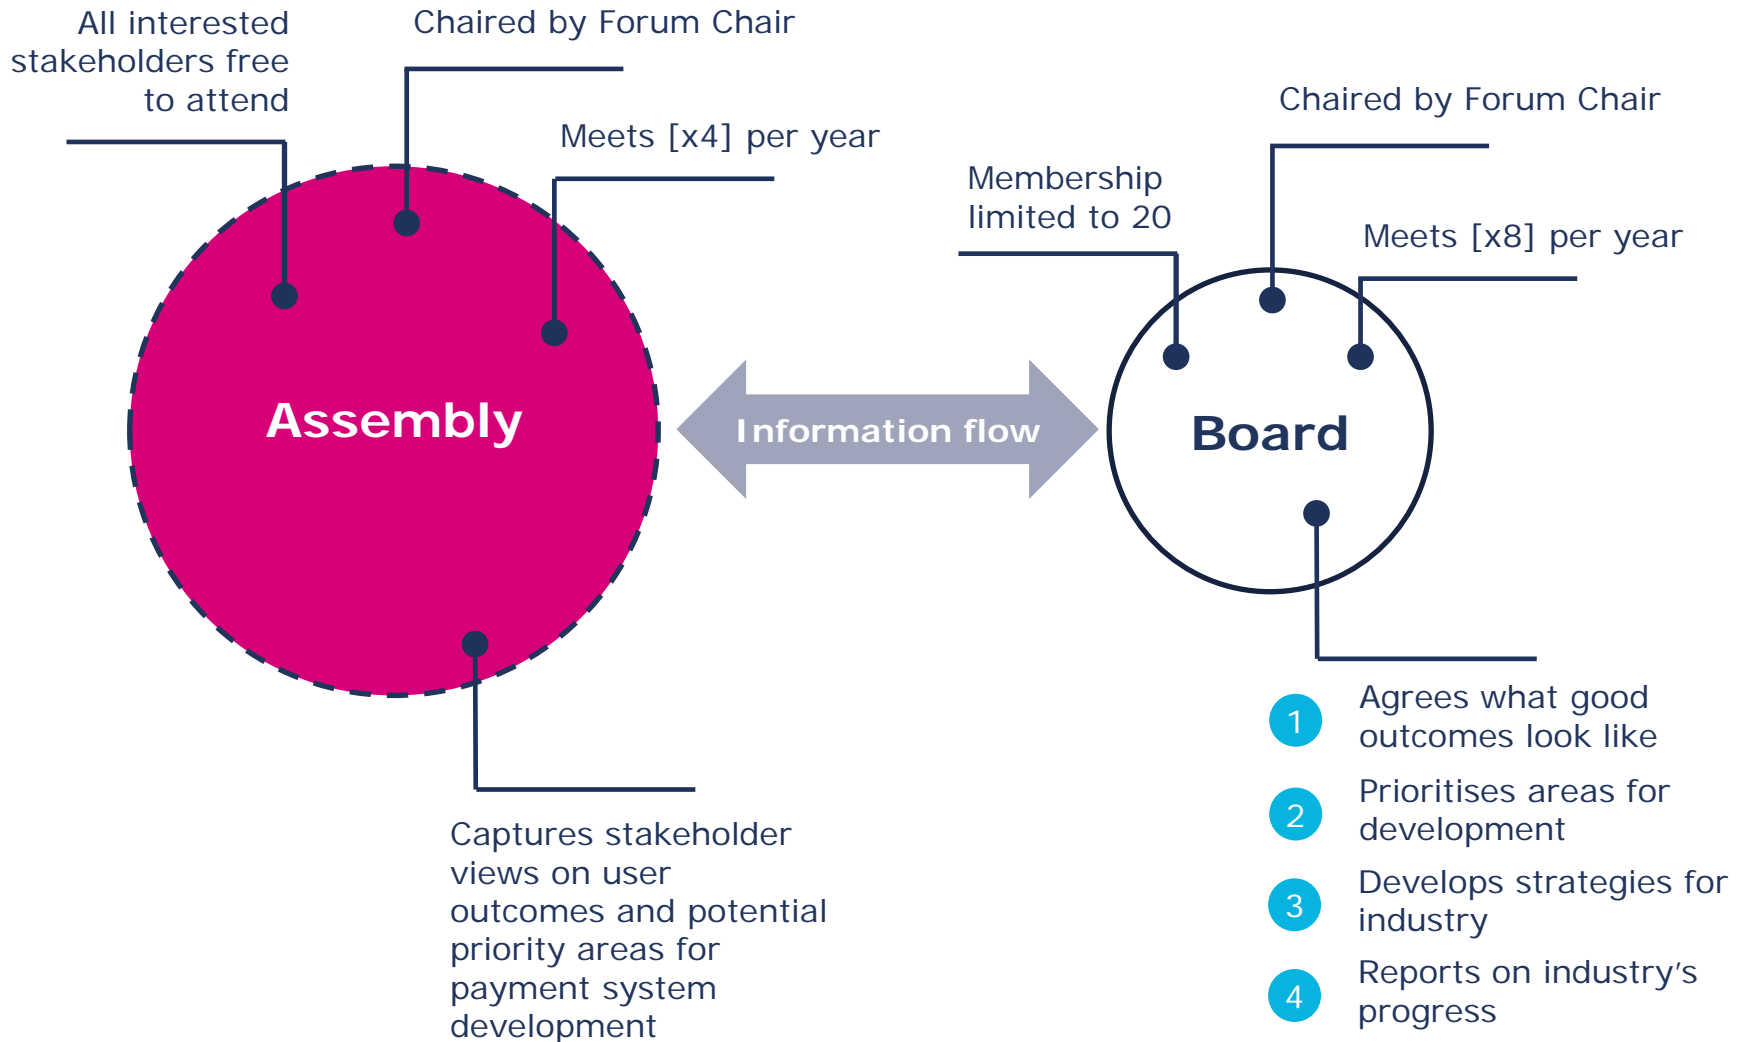 All interested
stakeholders free
to attend
Chaired by Forum Chair
Meets [x4] per year
Assembly
Captures stakeholder
views on user
outcomes and potential
priority areas for
payment system
development
Information flow
Chaired by Forum Chair
Membership
limited to 20
Meets [x8] per year
Board
1 Agrees what good
outcomes look like
2 Prioritises areas for
development
3 Develops strategies for
industry
4 Reports on industry’s
progress